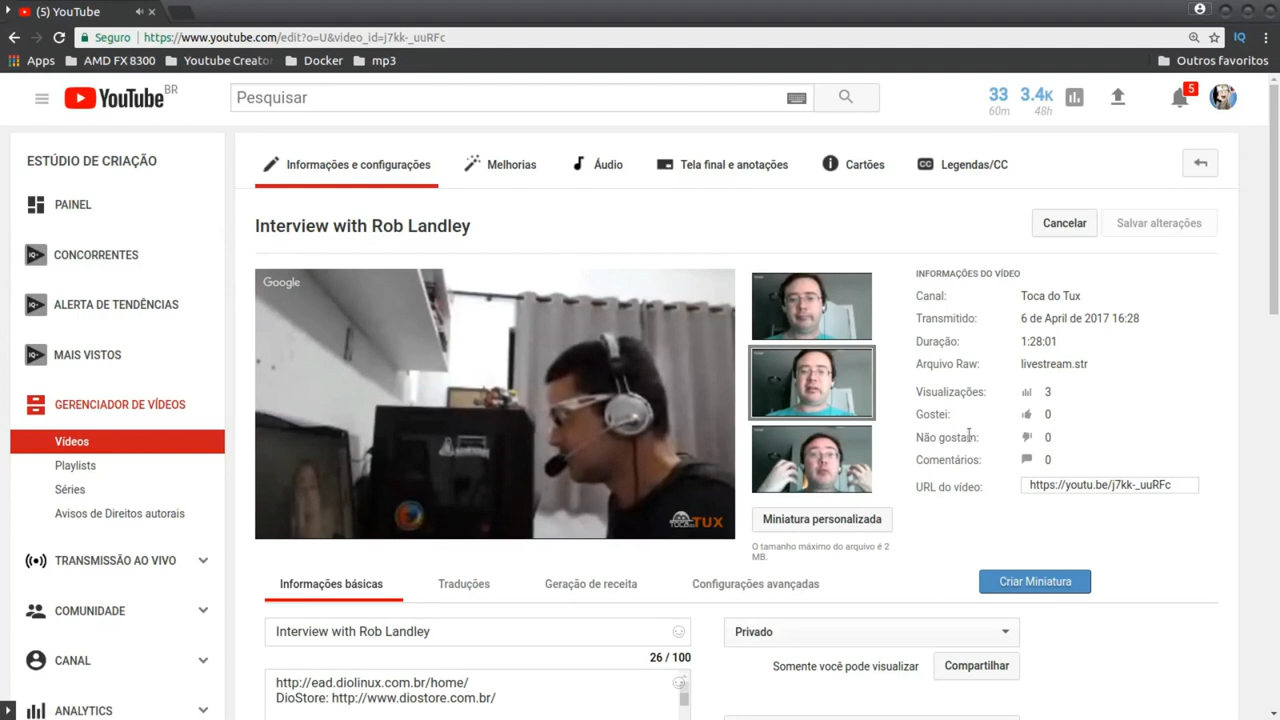 (5) YouTube
Seguro https://www.youtube.com/edit?o=U&video_id=j7kk-_uuRFc
IQ
Apps AMD FX 8300 Youtube Creato Docker mp3 Outros favoritos
YouTube BR
Pesquisar
33 3.4K 5
60m 48h
ESTÚDIO DE CRIAÇÃO
PAINEL
IQ CONCORRENTES
IQ ALERTA DE TENDÊNCIAS
IQ MAIS VISTOS
GERENCIADOR DE VÍDEOS
Vídeos
Playlists
Séries
Avisos de Direitos autorais
TRANSMISSÃO AO VIVO
COMUNIDADE
CANAL
ANALYTICS
Informações e configurações Melhorias Áudio Tela final e anotações Cartões CC Legendas/CC
Interview with Rob Landley
Cancelar Salvar alterações
Google
TOCA TUX
Miniatura personalizada
O tamanho máximo do arquivo é 2
MB.
INFORMAÇÕES DO VÍDEO
Canal: Toca do Tux
Transmitido: 6 de April de 2017 16:28
Duração: 1:28:01
Arquivo Raw: livestream.str
Visualizações: 3
Gostei: 0
Não gostam: 0
Comentários: 0
URL do vídeo: https://youtu.be/j7kk-_uuRFc
Criar Miniatura
Informações básicas Traduções Geração de receita Configurações avançadas
Interview with Rob Landley
26 / 100
http://ead.diolinux.com.br/home/
DioStore: http://www.diostore.com.br/
Privado
Somente você pode visualizar Compartilhar